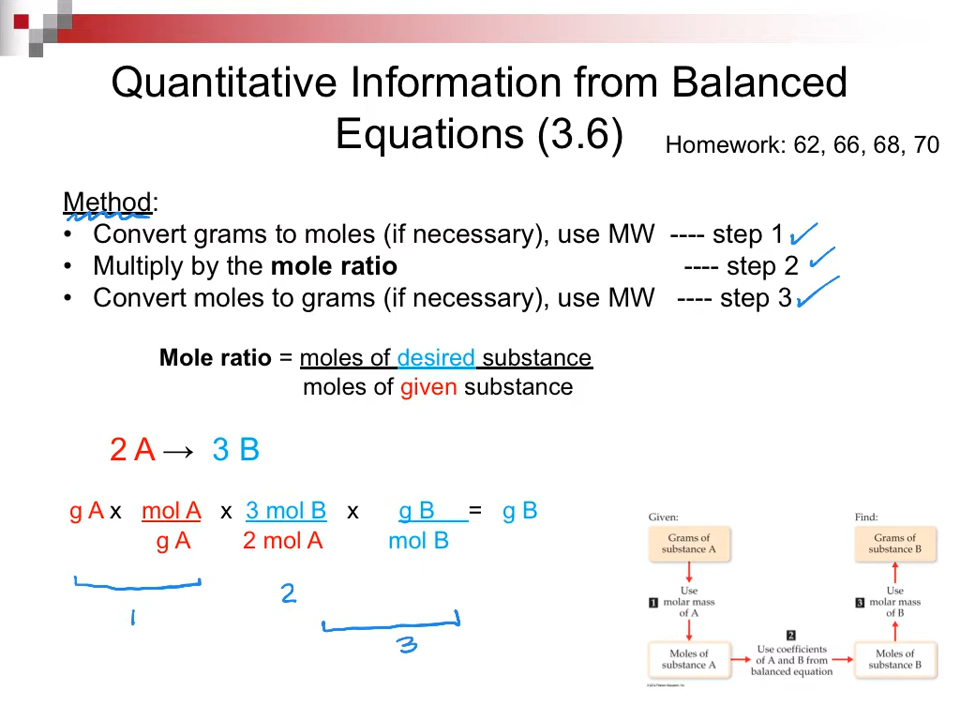 Quantitative Information from Balanced
Equations (3.6)
Homework: 62, 66, 68, 70
Method:
• Convert grams to moles (if necessary), use MW ---- step 1 ✓
• Multiply by the mole ratio ---- step 2 ✓
• Convert moles to grams (if necessary), use MW ---- step 3 ✓
Mole ratio = moles of desired substance
moles of given substance
2 A → 3 B
g A x mol A x 3 mol B x g B = g B
g A 2 mol A mol B
1
2
3
Given:
Grams of
substance A
1 Use
molar mass
of A
Moles of
substance A
2
Use coefficients
of A and B from
balanced equation
Find:
Grams of
substance B
3 Use
molar mass
of B
Moles of
substance B